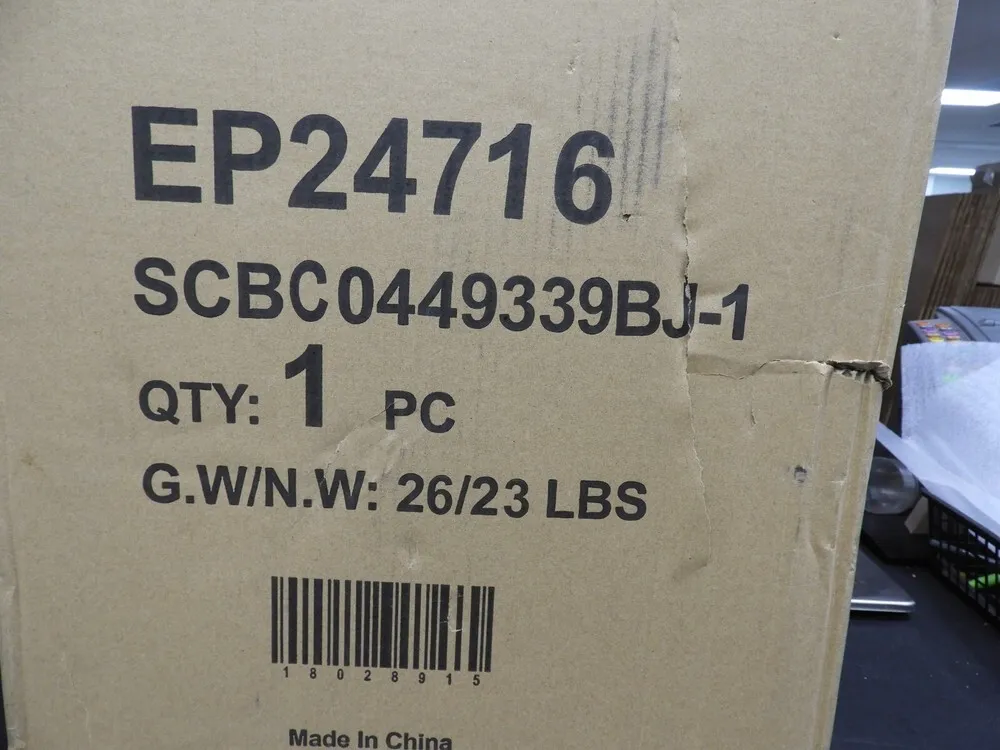 EP24716
SCBC0449339BJ-1
QTY: 1 PC
G.W/N.W: 26/23 LBS
18028915
Made In China